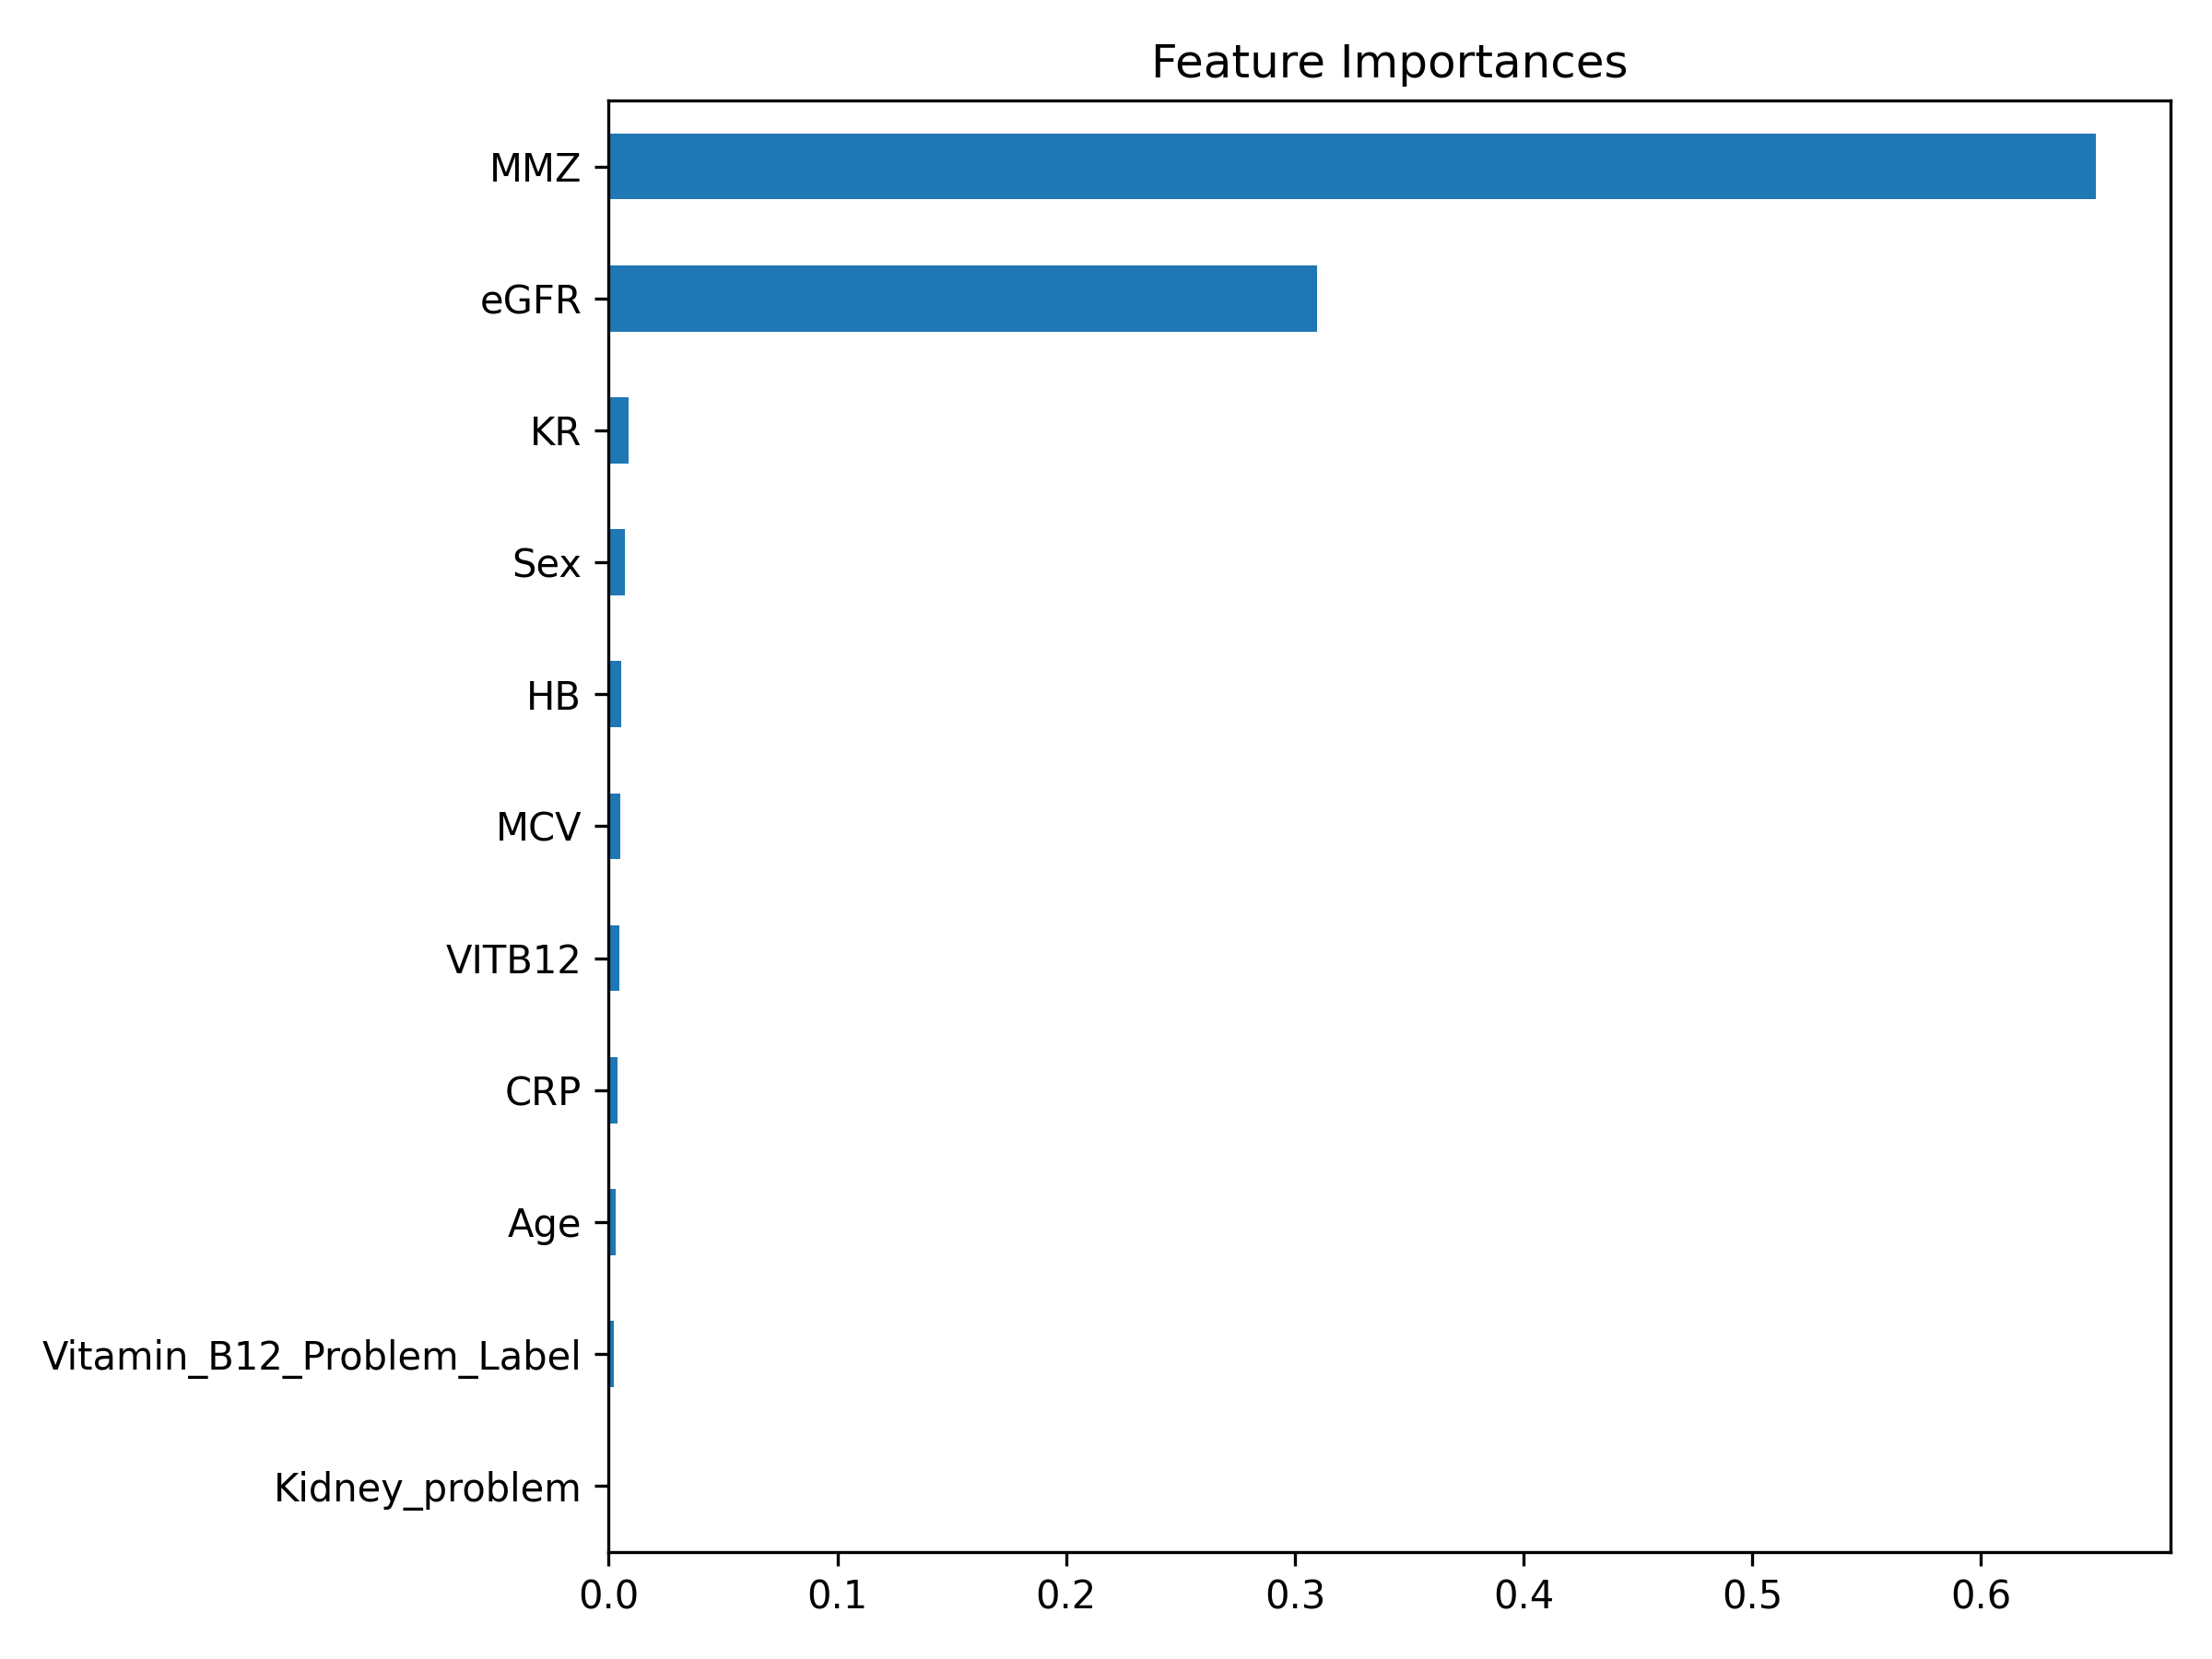 Feature Importances
MMZ
eGFR
KR
Sex
HB
MCV
VITB12
CRP
Age
Vitamin_B12_Problem_Label
Kidney_problem
0.0 0.1 0.2 0.3 0.4 0.5 0.6